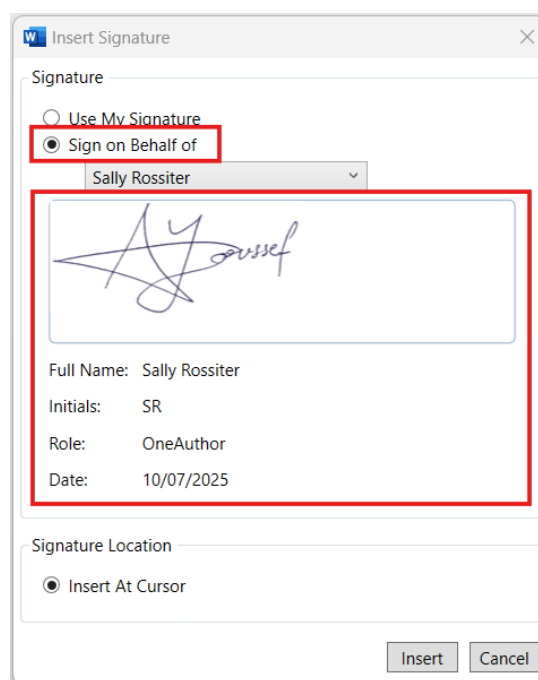 Insert Signature
Signature
Use My Signature
Sign on Behalf of
Sally Rossiter
AYoussef
Full Name: Sally Rossiter
Initials: SR
Role: OneAuthor
Date: 10/07/2025
Signature Location
Insert At Cursor
Insert Cancel